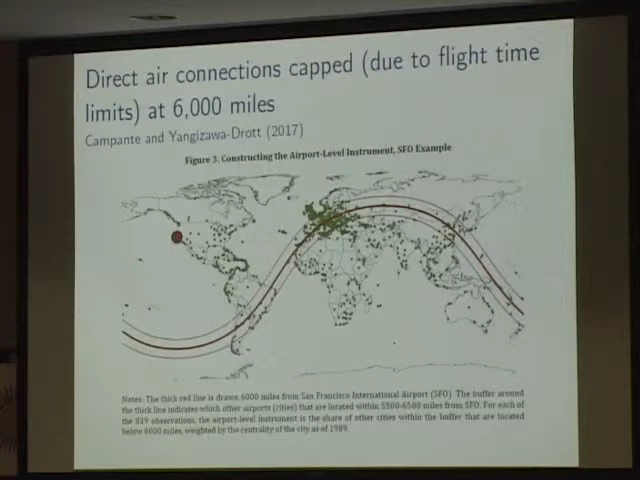 Direct air connections capped (due to flight time
limits) at 6,000 miles
Campante and Yangizawa-Drott (2017)
Figure 3. Constructing the Airport-Level Instrument, SFO Example
Notes: The thick red line is drawn 6000 miles from San Francisco International Airport (SFO). The buffer around
the thick line indicates which other airports (cities) that are located within 5500-6500 miles from SFO. For each of
the 819 observations, the airport-level instrument is the share of other cities within the buffer that are located
below 6000 miles, weighted by the centrality of the city as of 1989.